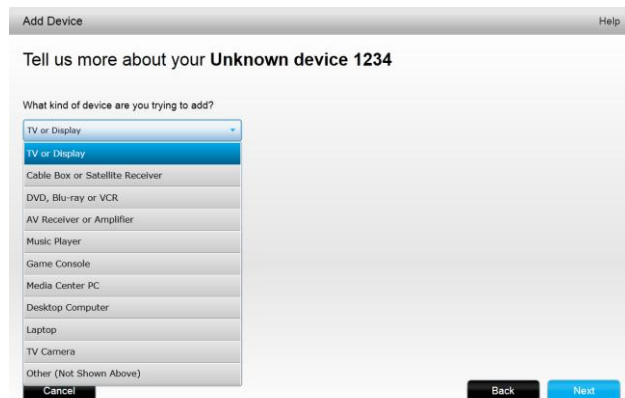 Add Device
Help
Tell us more about your Unknown device 1234
What kind of device are you trying to add?
TV or Display
TV or Display
Cable Box or Satellite Receiver
DVD, Blu-ray or VCR
AV Receiver or Amplifier
Music Player
Game Console
Media Center PC
Desktop Computer
Laptop
TV Camera
Other (Not Shown Above)
Cancel
Back
Next